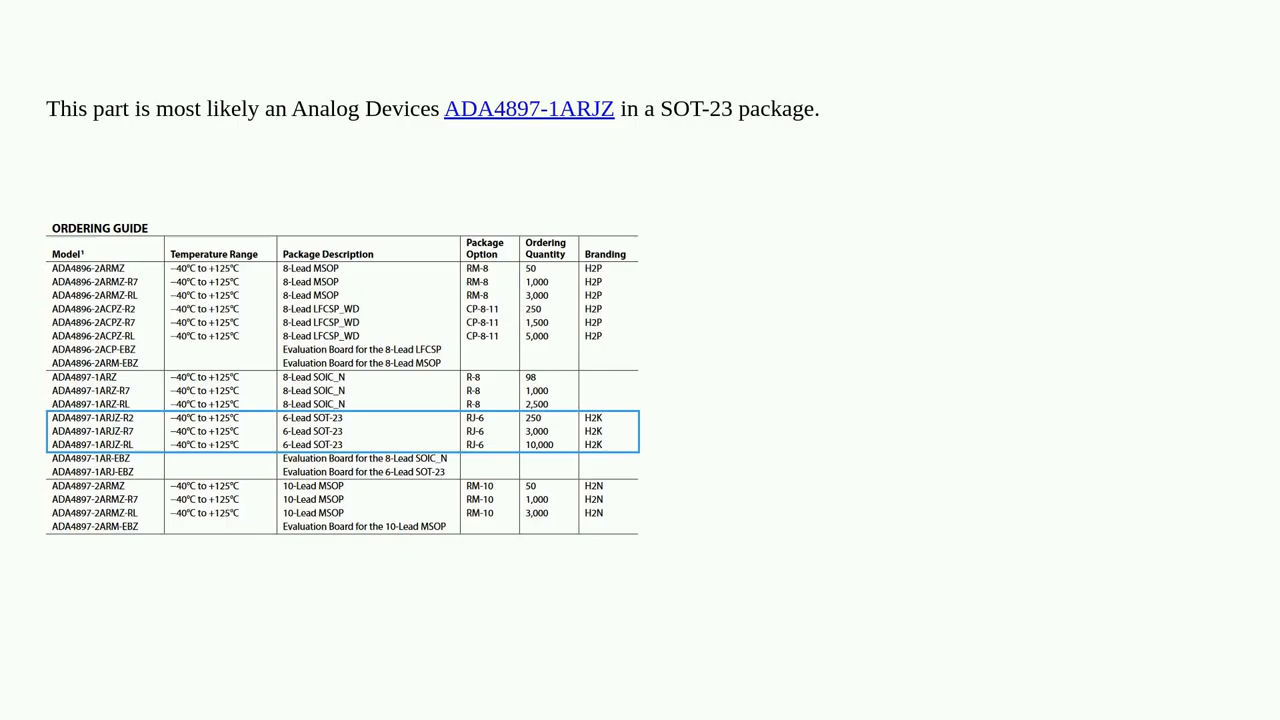 This part is most likely an Analog Devices ADA4897-1ARJZ in a SOT-23 package.
ORDERING GUIDE
Model¹ Temperature Range Package Description Package Option Ordering Quantity Branding
ADA4896-2ARMZ −40°C to +125°C 8-Lead MSOP RM-8 50 H2P
ADA4896-2ARMZ-R7 −40°C to +125°C 8-Lead MSOP RM-8 1,000 H2P
ADA4896-2ARMZ-RL −40°C to +125°C 8-Lead MSOP RM-8 3,000 H2P
ADA4896-2ACPZ-R2 −40°C to +125°C 8-Lead LFCSP_WD CP-8-11 250 H2P
ADA4896-2ACPZ-R7 −40°C to +125°C 8-Lead LFCSP_WD CP-8-11 1,500 H2P
ADA4896-2ACPZ-RL −40°C to +125°C 8-Lead LFCSP_WD CP-8-11 5,000 H2P
ADA4896-2ACP-EBZ Evaluation Board for the 8-Lead LFCSP
ADA4896-2ARM-EBZ Evaluation Board for the 8-Lead MSOP
ADA4897-1ARZ −40°C to +125°C 8-Lead SOIC_N R-8 98
ADA4897-1ARZ-R7 −40°C to +125°C 8-Lead SOIC_N R-8 1,000
ADA4897-1ARZ-RL −40°C to +125°C 8-Lead SOIC_N R-8 2,500
ADA4897-1ARJZ-R2 −40°C to +125°C 6-Lead SOT-23 RJ-6 250 H2K
ADA4897-1ARJZ-R7 −40°C to +125°C 6-Lead SOT-23 RJ-6 3,000 H2K
ADA4897-1ARJZ-RL −40°C to +125°C 6-Lead SOT-23 RJ-6 10,000 H2K
ADA4897-1AR-EBZ Evaluation Board for the 8-Lead SOIC_N
ADA4897-1ARJ-EBZ Evaluation Board for the 6-Lead SOT-23
ADA4897-2ARMZ −40°C to +125°C 10-Lead MSOP RM-10 50 H2N
ADA4897-2ARMZ-R7 −40°C to +125°C 10-Lead MSOP RM-10 1,000 H2N
ADA4897-2ARMZ-RL −40°C to +125°C 10-Lead MSOP RM-10 3,000 H2N
ADA4897-2ARM-EBZ Evaluation Board for the 10-Lead MSOP